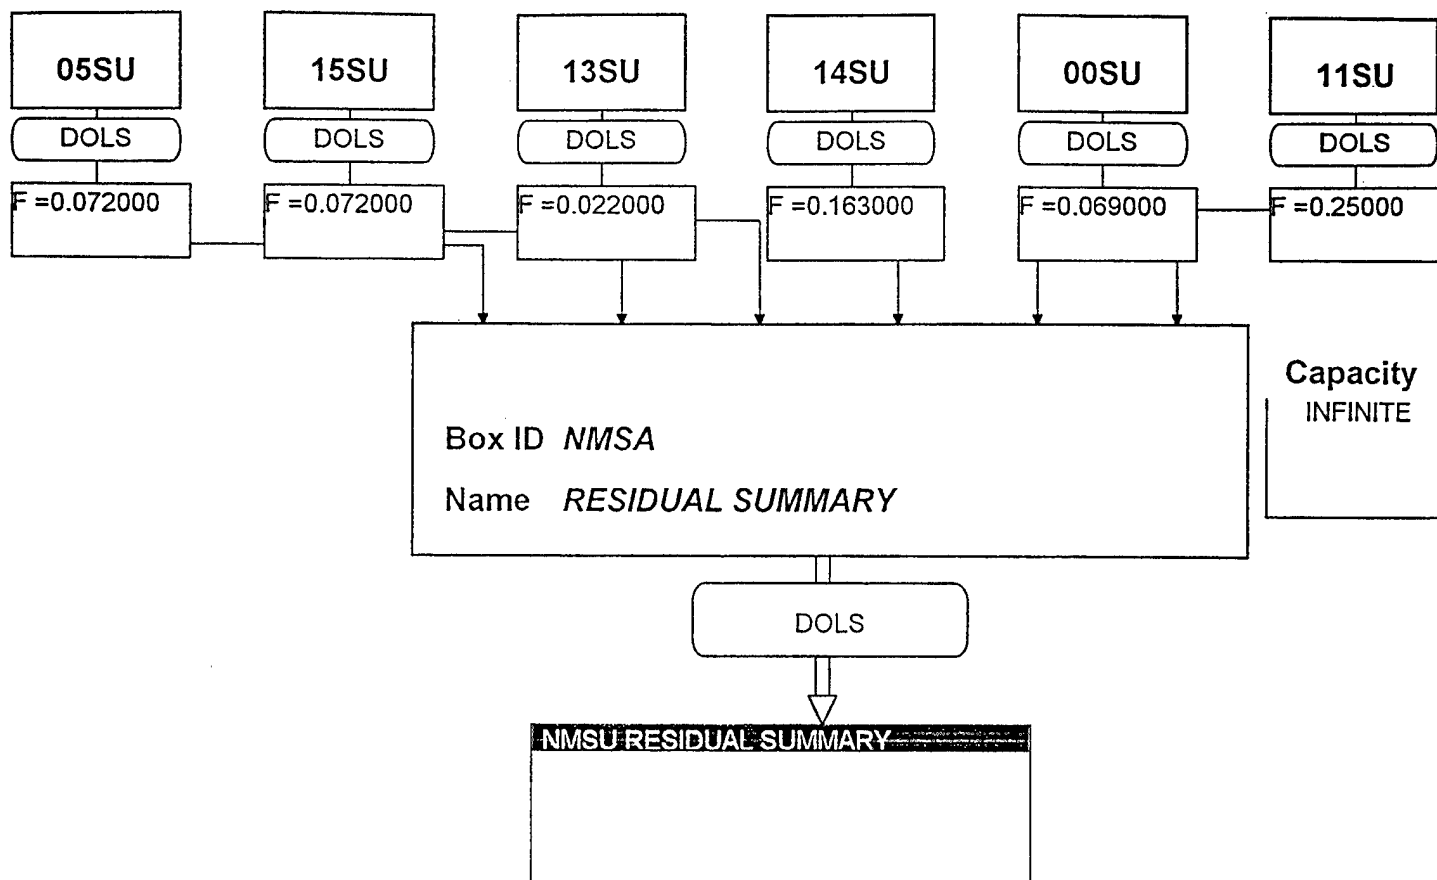 05SU 15SU 13SU 14SU 00SU 11SU
DOLS DOLS DOLS DOLS DOLS DOLS
F =0.072000 F =0.072000 F =0.022000 F =0.163000 F =0.069000 F =0.25000
Capacity
INFINITE
Box ID NMSA
Name RESIDUAL SUMMARY
DOLS
NMSU RESIDUAL SUMMARY